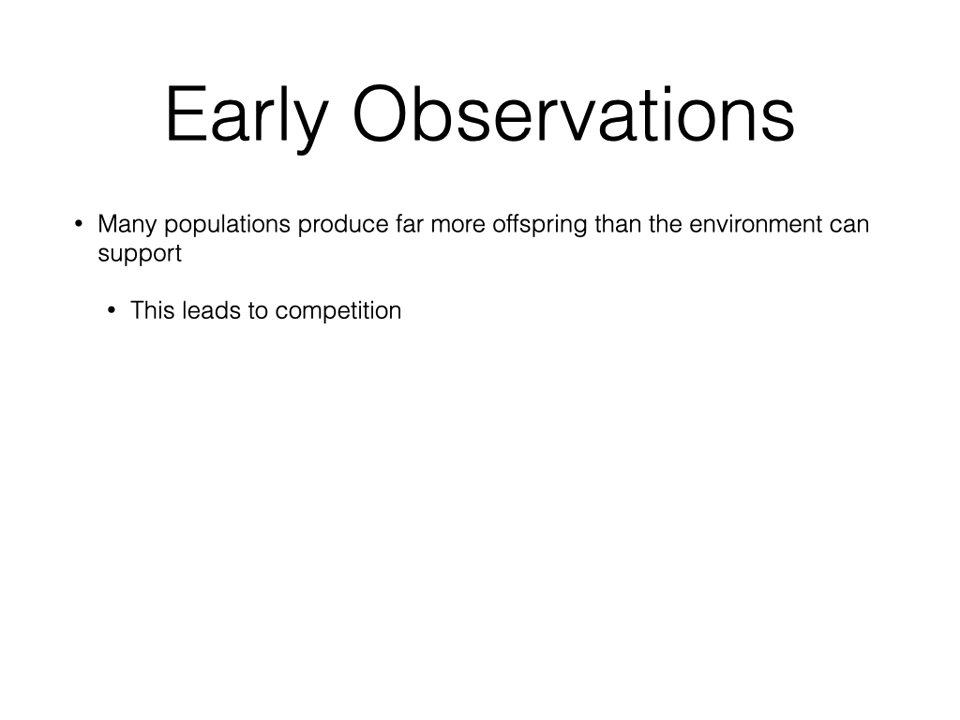 Early Observations
• Many populations produce far more offspring than the environment can
support
• This leads to competition